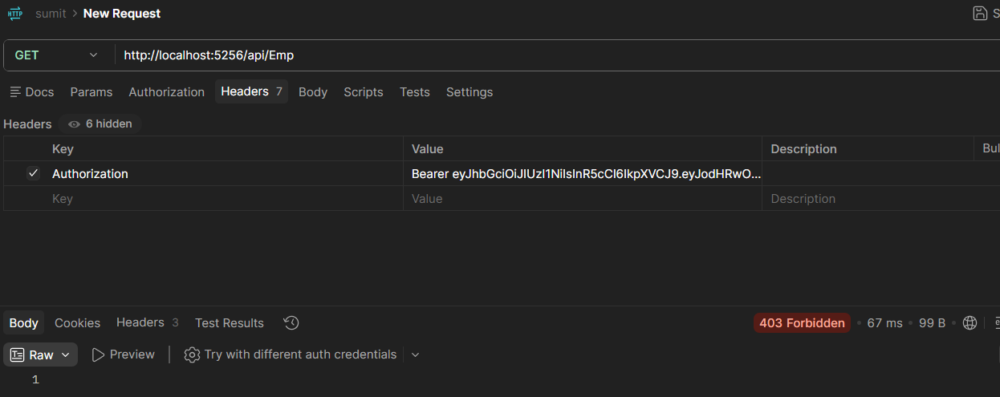 HTTP sumit > New Request
GET http://localhost:5256/api/Emp
Docs Params Authorization Headers 7 Body Scripts Tests Settings
Headers 6 hidden
Key Value Description Bul
Authorization Bearer eyJhbGciOiJIUzI1NiIsInR5cCI6IkpXVCJ9.eyJodHRwO...
Key Value Description
Body Cookies Headers 3 Test Results 403 Forbidden • 67 ms • 99 B •
Raw Preview Try with different auth credentials
1